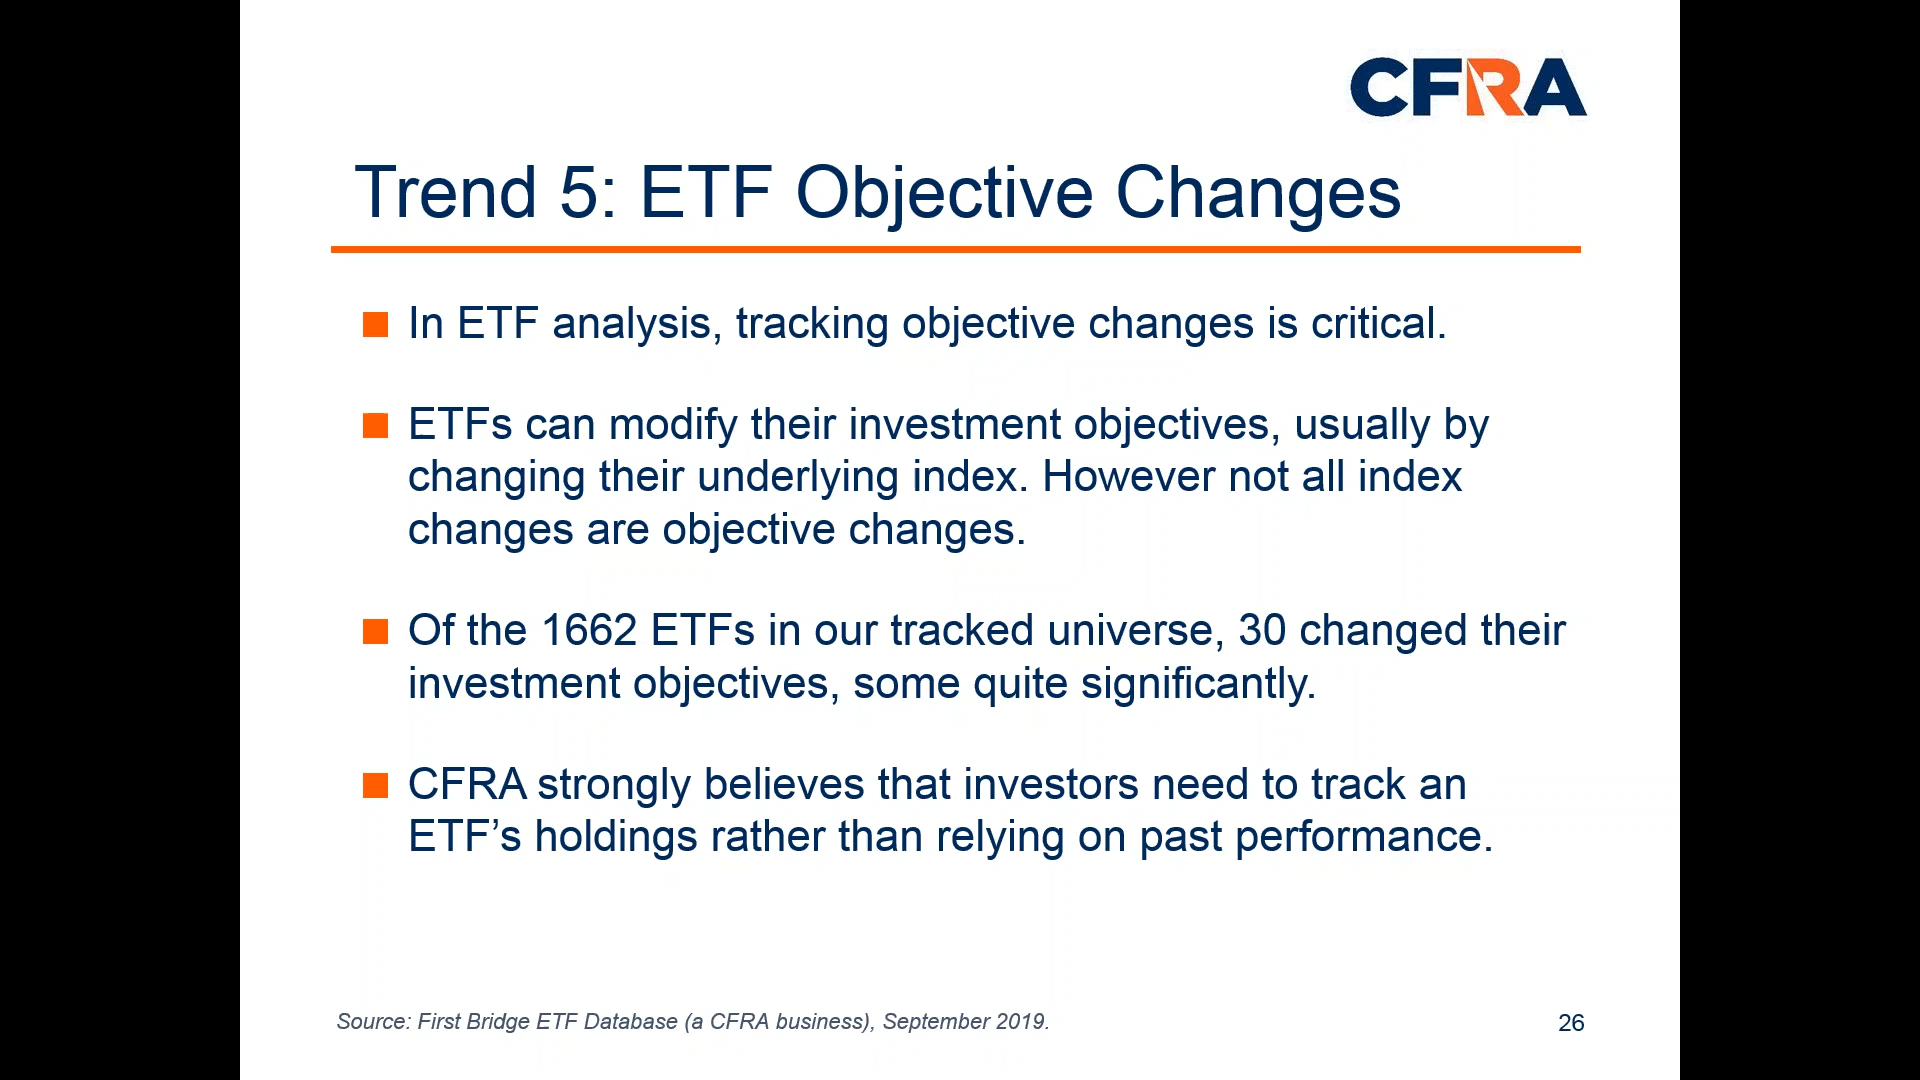 CFRA
Trend 5: ETF Objective Changes
In ETF analysis, tracking objective changes is critical.
ETFs can modify their investment objectives, usually by
changing their underlying index. However not all index
changes are objective changes.
Of the 1662 ETFs in our tracked universe, 30 changed their
investment objectives, some quite significantly.
CFRA strongly believes that investors need to track an
ETF’s holdings rather than relying on past performance.
Source: First Bridge ETF Database (a CFRA business), September 2019.
26